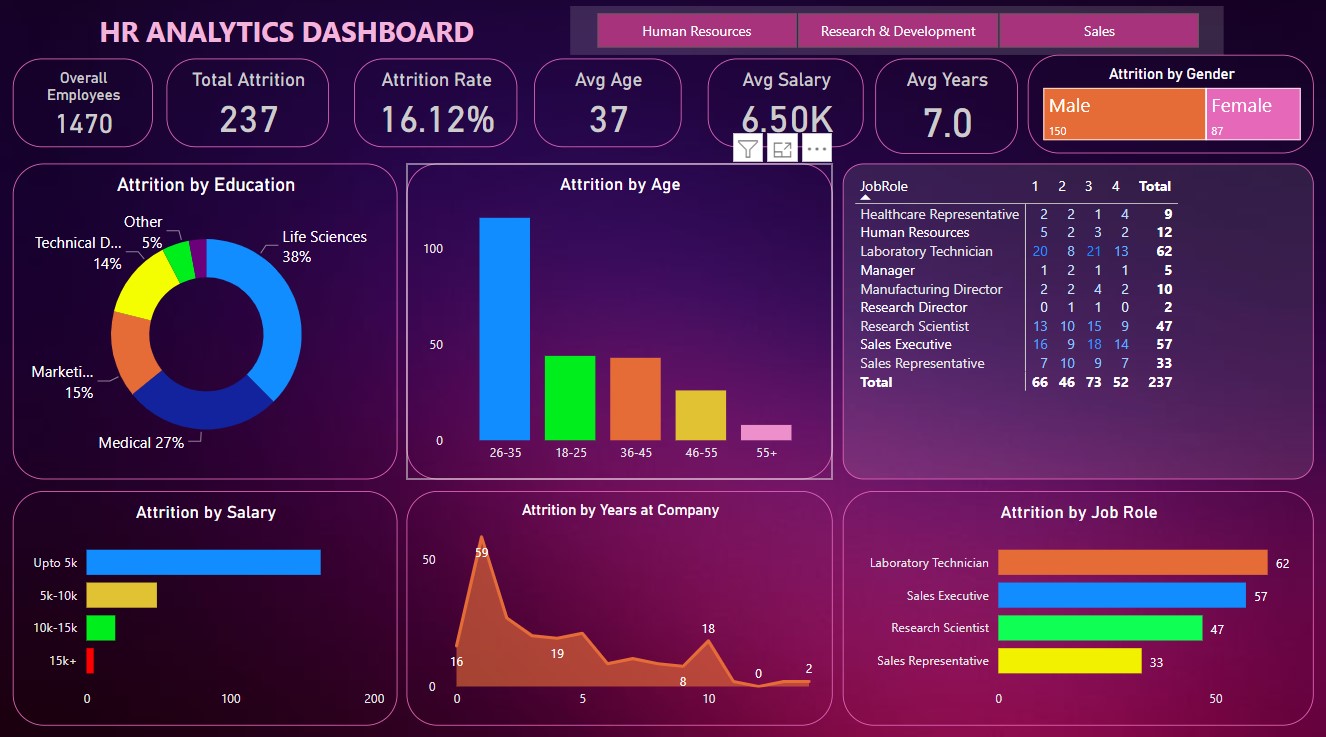 HR ANALYTICS DASHBOARD
Human Resources
Research & Development
Sales
Overall
Employees
1470
Total Attrition
237
Attrition Rate
16.12%
Avg Age
37
Avg Salary
6.50K
Avg Years
7.0
Attrition by Gender
Male
150
Female
87
Attrition by Education
Other
5%
Technical D...
14%
Life Sciences
38%
Marketi...
15%
Medical 27%
Attrition by Age
100
50
0
26-35 18-25 36-45 46-55 55+
JobRole 1 2 3 4 Total
Healthcare Representative 2 2 1 4 9
Human Resources 5 2 3 2 12
Laboratory Technician 20 8 21 13 62
Manager 1 2 1 1 5
Manufacturing Director 2 2 4 2 10
Research Director 0 1 1 0 2
Research Scientist 13 10 15 9 47
Sales Executive 16 9 18 14 57
Sales Representative 7 10 9 7 33
Total 66 46 73 52 237
Attrition by Salary
Upto 5k
5k-10k
10k-15k
15k+
0 100 200
Attrition by Years at Company
50
0
59
16
19
8
18
0
2
0 5 10
Attrition by Job Role
Laboratory Technician 62
Sales Executive 57
Research Scientist 47
Sales Representative 33
0 50